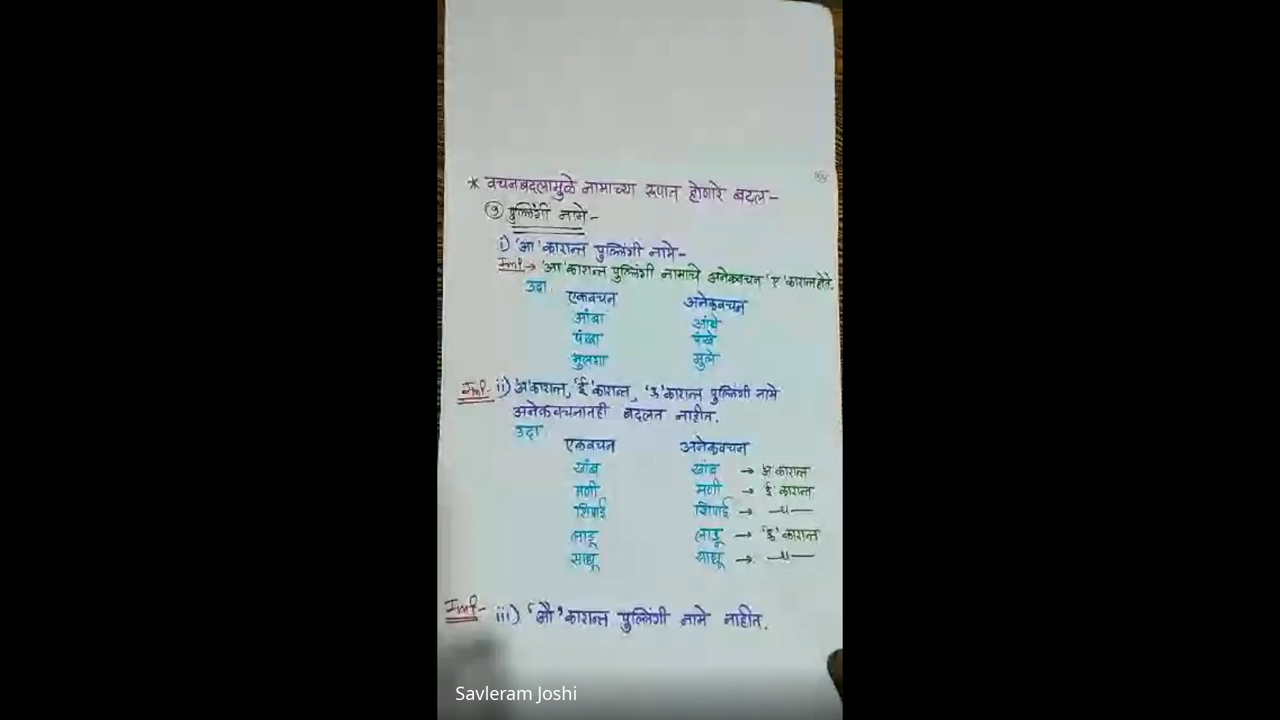 * वचनबदलामुळे नामाच्या रूपात होणारे बदल-
१ पुल्लिंगी नामे-
i) 'आ'कारान्त पुल्लिंगी नामे-
Imp → 'आ'कारान्त पुल्लिंगी नामाचे अनेकवचन 'ए'कारान्त होते.
उदा.
एकवचन अनेकवचन
आंबा आंबे
पंखा पंखे
मुलगा मुले
Imp- ii) 'अ'कारान्त, 'ई'कारान्त, 'ऊ'कारान्त पुल्लिंगी नामे
अनेकवचनातही बदलत नाहीत.
उदा
एकवचन अनेकवचन
खांब खांब → अ'कारान्त
मणी मणी → ई'कारान्त
शिपाई शिपाई → -॥-
लाडू लाडू → 'ऊ'कारान्त
साधू साधू → -॥-
Imp- iii) 'औ'कारान्त पुल्लिंगी नामे नाहीत.
Savleram Joshi